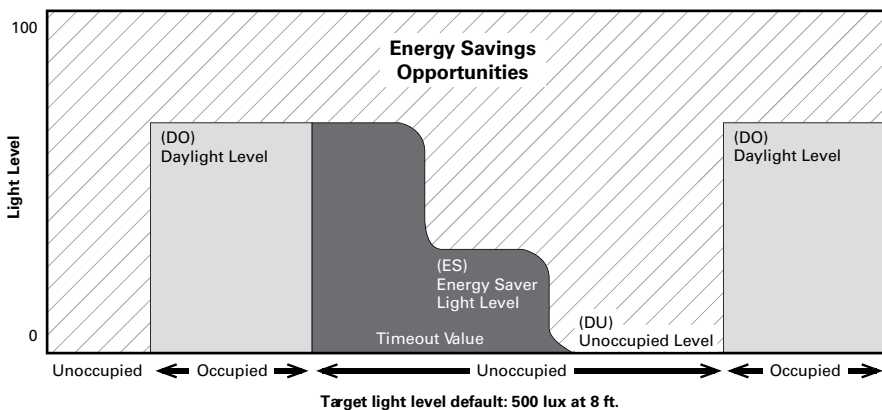 100
Energy Savings
Opportunities
(DO)
Daylight Level
(DO)
Daylight Level
Light Level
(ES)
Energy Saver
Light Level
(DU)
Unoccupied Level
Timeout Value
0
Unoccupied
Occupied
Unoccupied
Occupied
Target light level default: 500 lux at 8 ft.